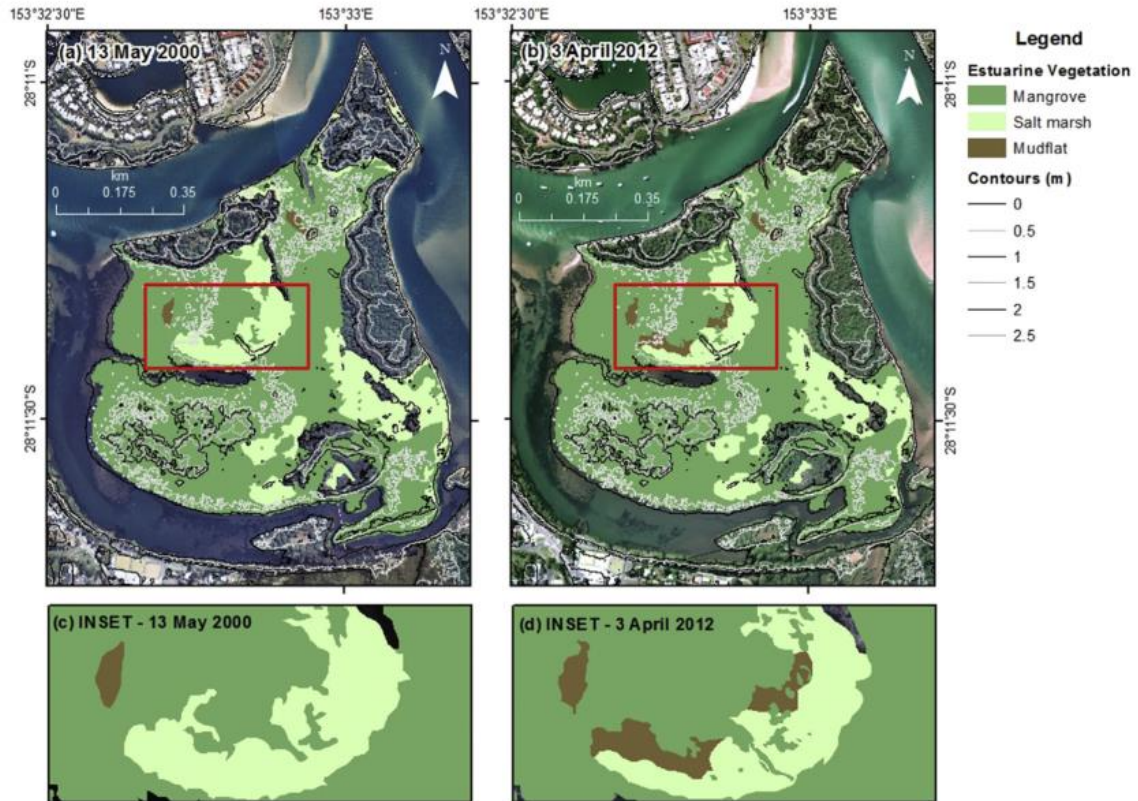 153°32'30"E
153°33'E
153°32'30"E
153°33'E
(a) 13 May 2000
(b) 3 April 2012
N
N
28°11'S
28°11'S
km
0 0.175 0.35
km
0 0.175 0.35
28°11'30"S
28°11'30"S
Legend
Estuarine Vegetation
Mangrove
Salt marsh
Mudflat
Contours (m)
0
0.5
1
1.5
2
2.5
(c) INSET - 13 May 2000
(d) INSET - 3 April 2012